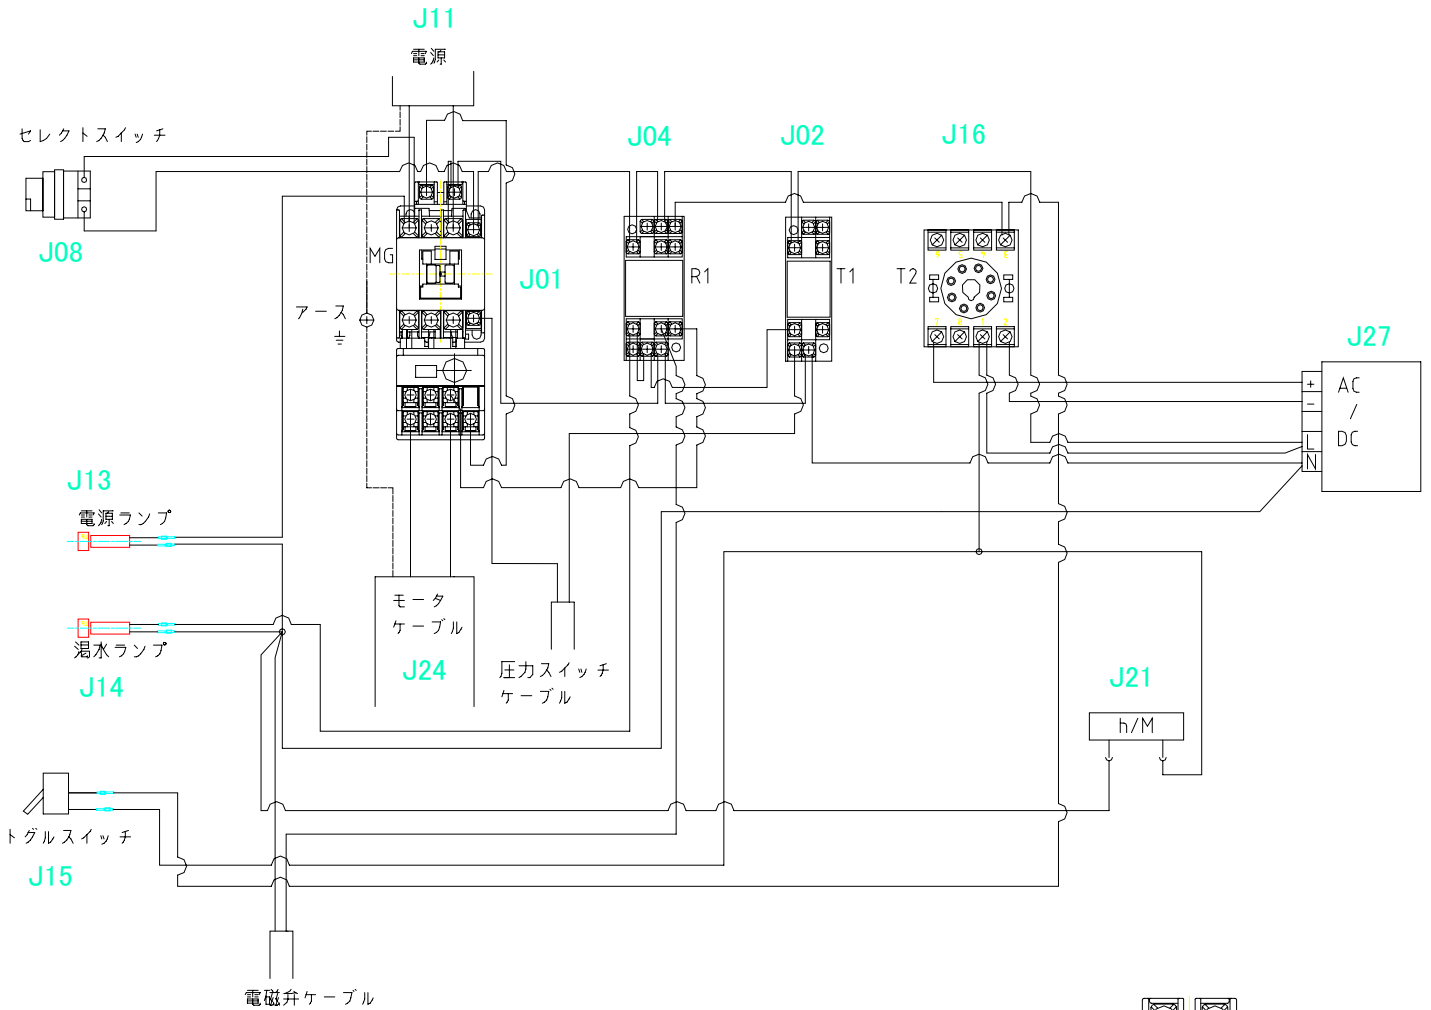 J11
電源
セレクトスイッチ
J04
J02
J16
J08
MG
J01
R1
T1
T2
アース
J27
+
-
L
N
AC
/
DC
J13
電源ランプ
渇水ランプ
J14
モータ
ケーブル
J24
圧力スイッチ
ケーブル
J21
h/M
トグルスイッチ
J15
電磁弁ケーブル